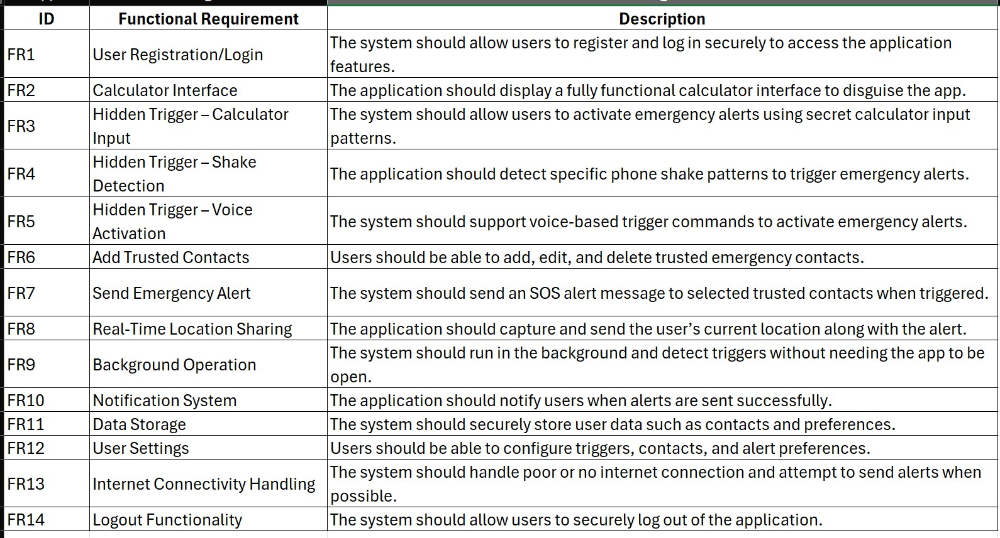 ID Functional Requirement Description
FR1 User Registration/Login The system should allow users to register and log in securely to access the application
features.
FR2 Calculator Interface The application should display a fully functional calculator interface to disguise the app.
FR3 Hidden Trigger – Calculator
Input The system should allow users to activate emergency alerts using secret calculator input
patterns.
FR4 Hidden Trigger – Shake
Detection The application should detect specific phone shake patterns to trigger emergency alerts.
FR5 Hidden Trigger – Voice
Activation The system should support voice-based trigger commands to activate emergency alerts.
FR6 Add Trusted Contacts Users should be able to add, edit, and delete trusted emergency contacts.
FR7 Send Emergency Alert The system should send an SOS alert message to selected trusted contacts when triggered.
FR8 Real-Time Location Sharing The application should capture and send the user’s current location along with the alert.
FR9 Background Operation The system should run in the background and detect triggers without needing the app to be
open.
FR10 Notification System The application should notify users when alerts are sent successfully.
FR11 Data Storage The system should securely store user data such as contacts and preferences.
FR12 User Settings Users should be able to configure triggers, contacts, and alert preferences.
FR13 Internet Connectivity Handling The system should handle poor or no internet connection and attempt to send alerts when
possible.
FR14 Logout Functionality The system should allow users to securely log out of the application.